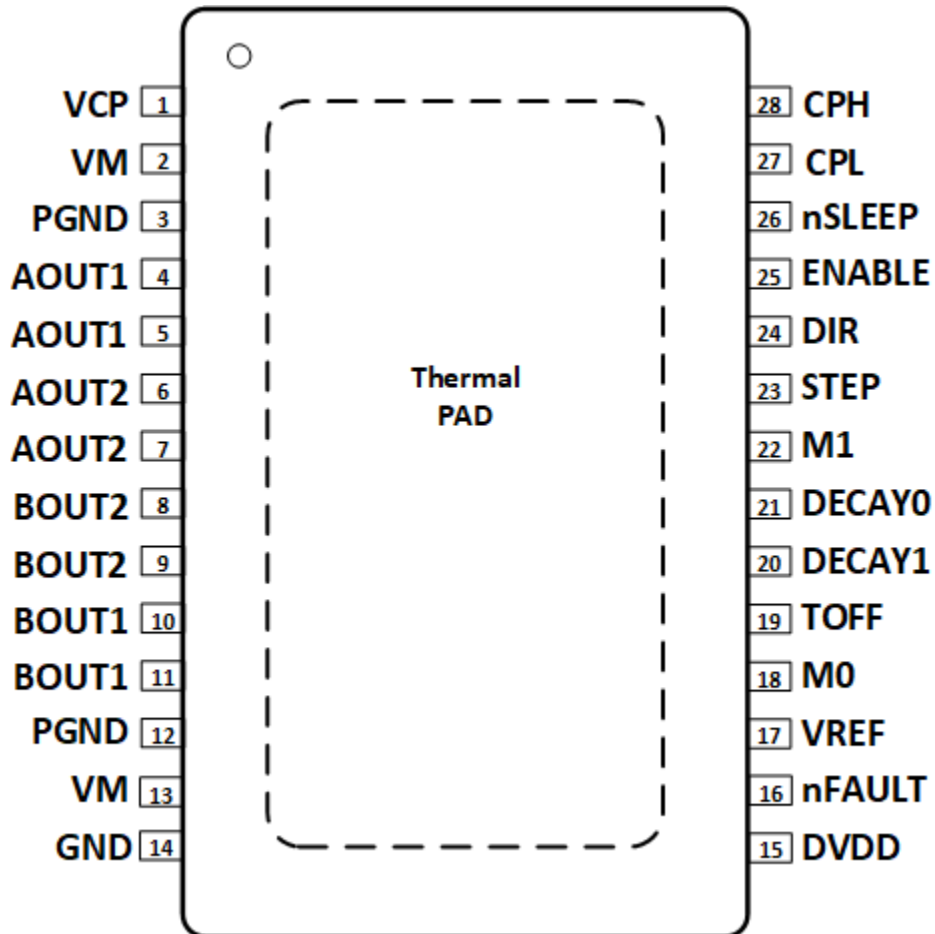 VCP 1
VM 2
PGND 3
AOUT1 4
AOUT1 5
AOUT2 6
AOUT2 7
BOUT2 8
BOUT2 9
BOUT1 10
BOUT1 11
PGND 12
VM 13
GND 14
Thermal
PAD
28 CPH
27 CPL
26 nSLEEP
25 ENABLE
24 DIR
23 STEP
22 M1
21 DECAY0
20 DECAY1
19 TOFF
18 M0
17 VREF
16 nFAULT
15 DVDD